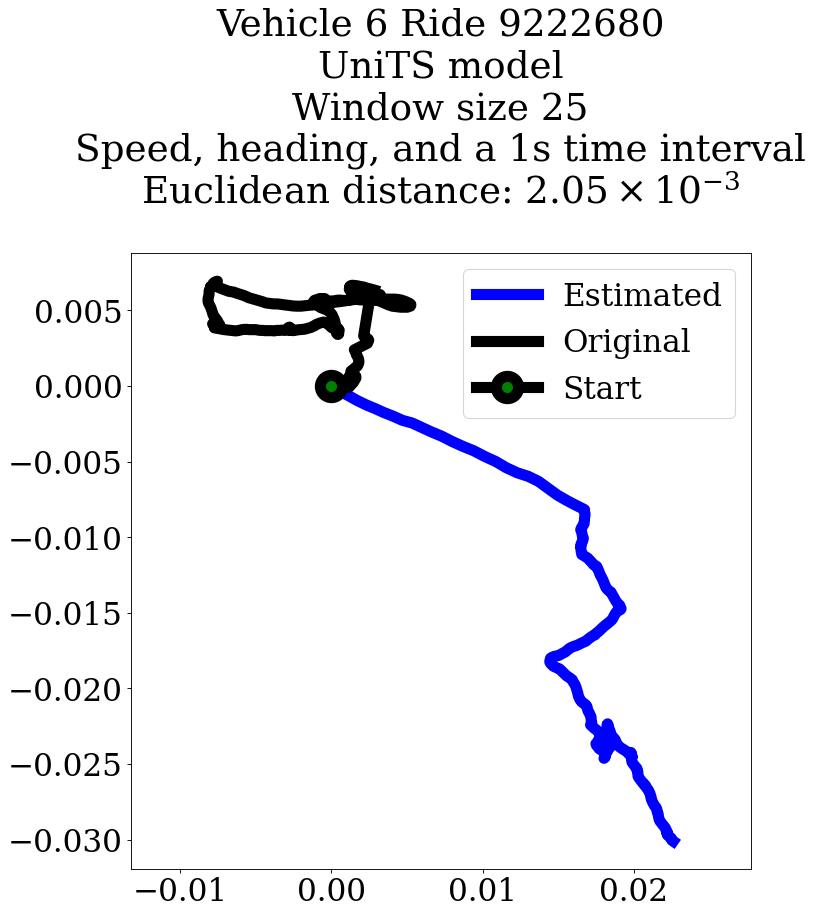 Vehicle 6 Ride 9222680
UniTS model
Window size 25
Speed, heading, and a 1s time interval
Euclidean distance: 2.05 × 10⁻³
Estimated
Original
Start
0.005
0.000
−0.005
−0.010
−0.015
−0.020
−0.025
−0.030
−0.01 0.00 0.01 0.02